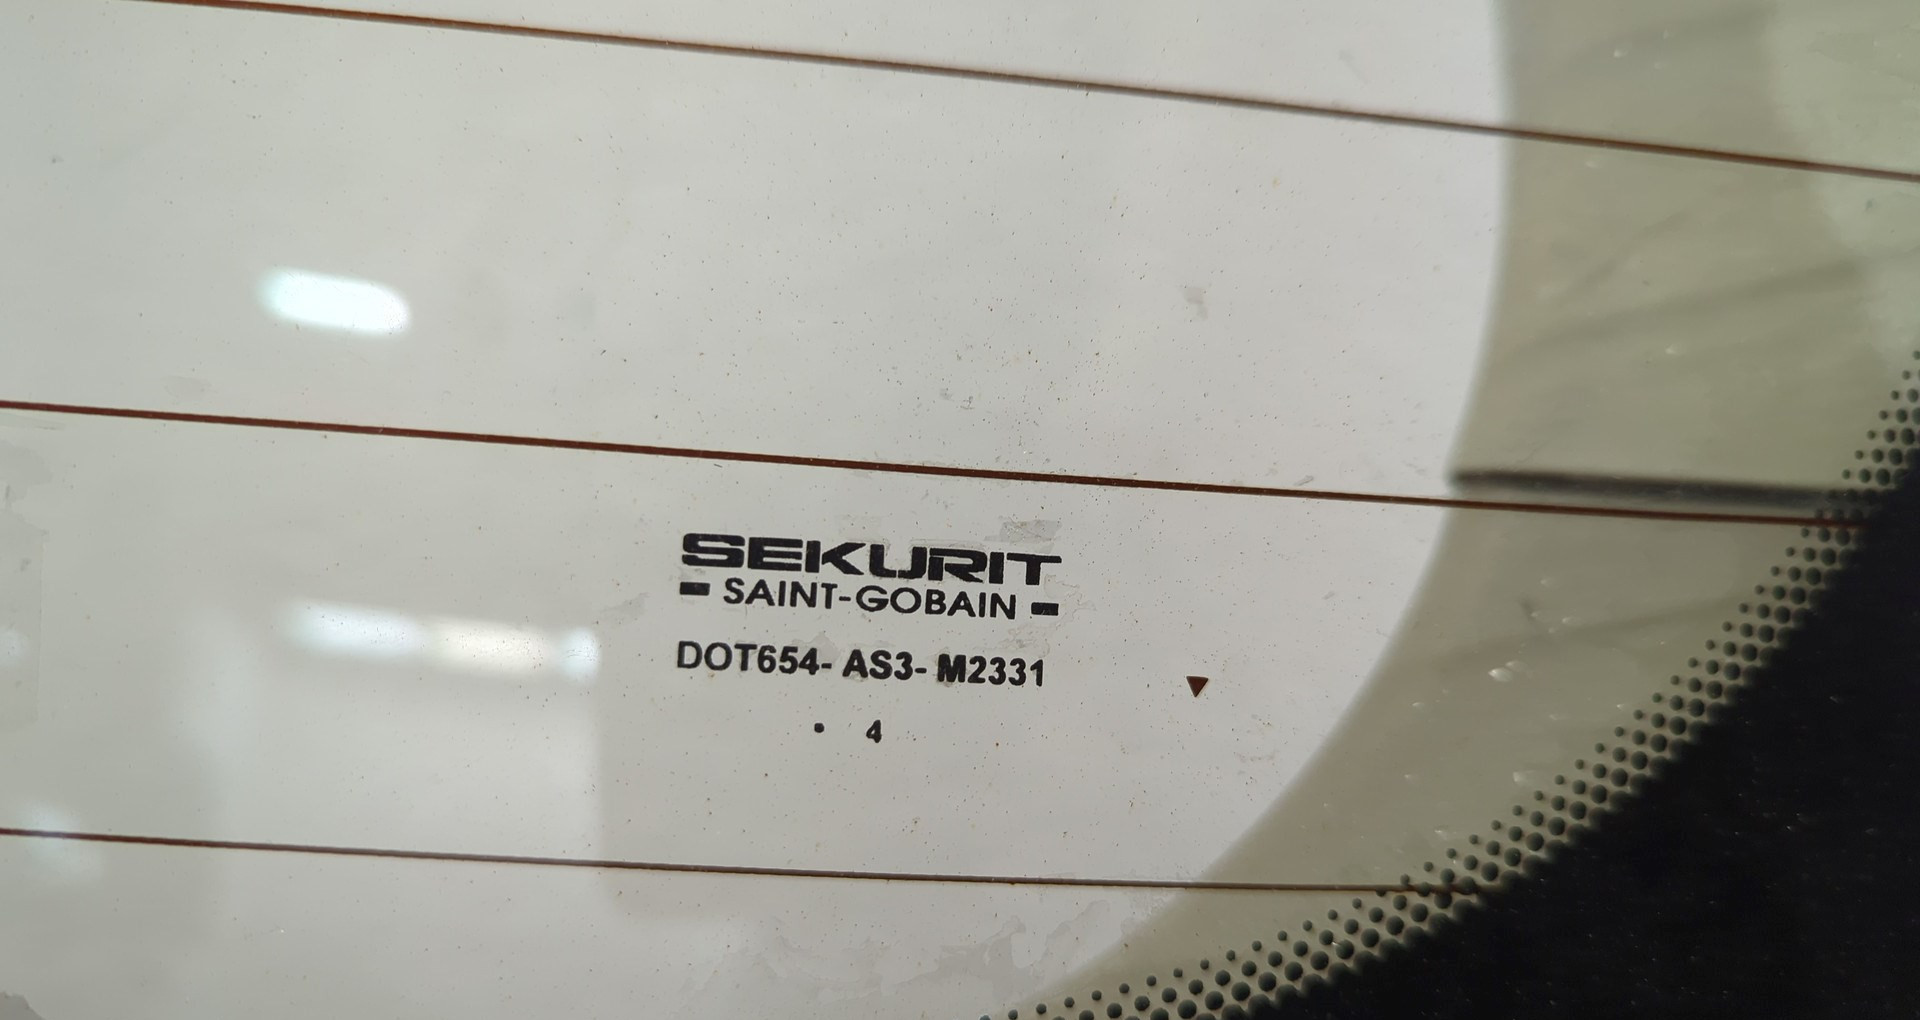 SEKURIT
- SAINT-GOBAIN -
DOT654- AS3- M2331
. 4